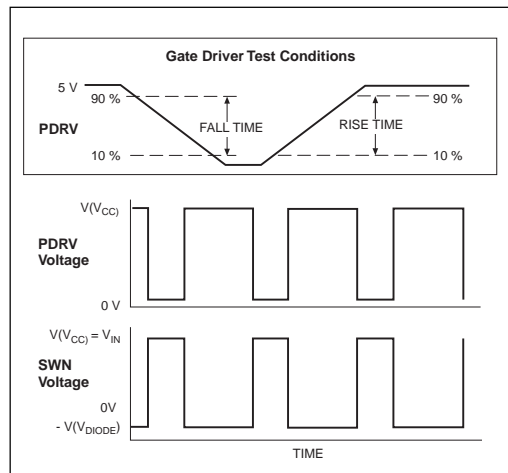 Gate Driver Test Conditions
5 V
90 %
90 %
FALL TIME
RISE TIME
PDRV
10 %
10 %
V(VCC)
PDRV
Voltage
0 V
V(VCC) = VIN
SWN
Voltage
0V
- V(VDIODE)
TIME